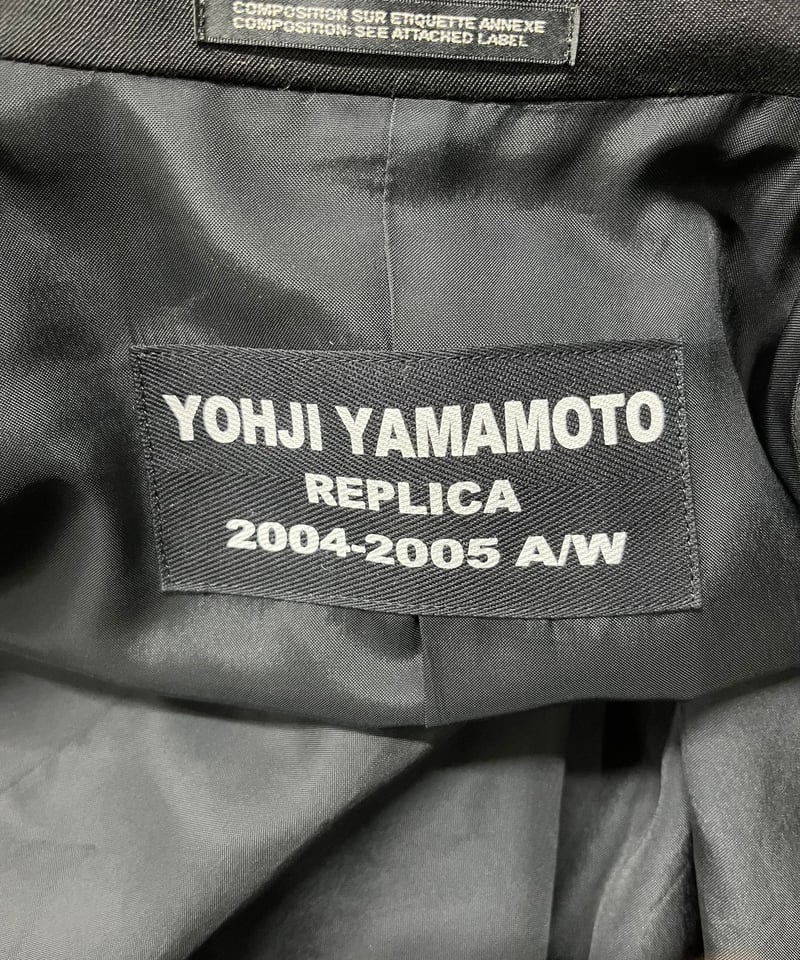 COMPOSITION SUR ETIQUETTE ANNEXE
COMPOSITION: SEE ATTACHED LABEL
YOHJI YAMAMOTO
REPLICA
2004-2005 A/W